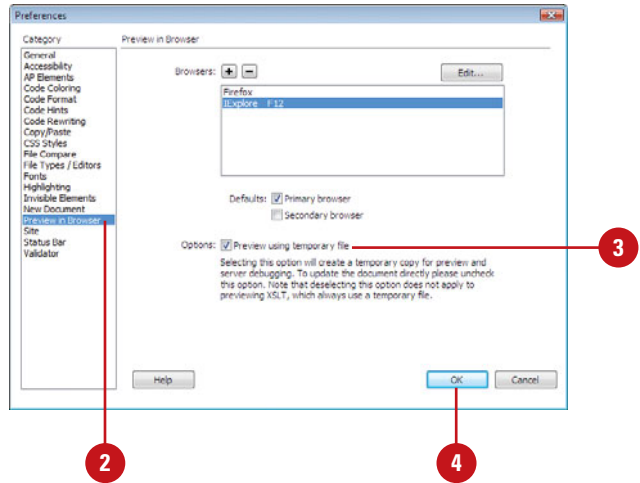 Preferences
Category
General
Accessibility
AP Elements
Code Coloring
Code Format
Code Hints
Code Rewriting
Copy/Paste
CSS Styles
File Compare
File Types / Editors
Fonts
Highlighting
Invisible Elements
New Document
Preview in Browser
Site
Status Bar
Validator
Preview in Browser
Browsers: + − Edit...
Firefox
IExplore F12
Defaults: Primary browser
Secondary browser
Options: Preview using temporary file
Selecting this option will create a temporary copy for preview and
server debugging. To update the document directly please uncheck
this option. Note that deselecting this option does not apply to
previewing XSLT, which always use a temporary file.
Help OK Cancel
3
2 4